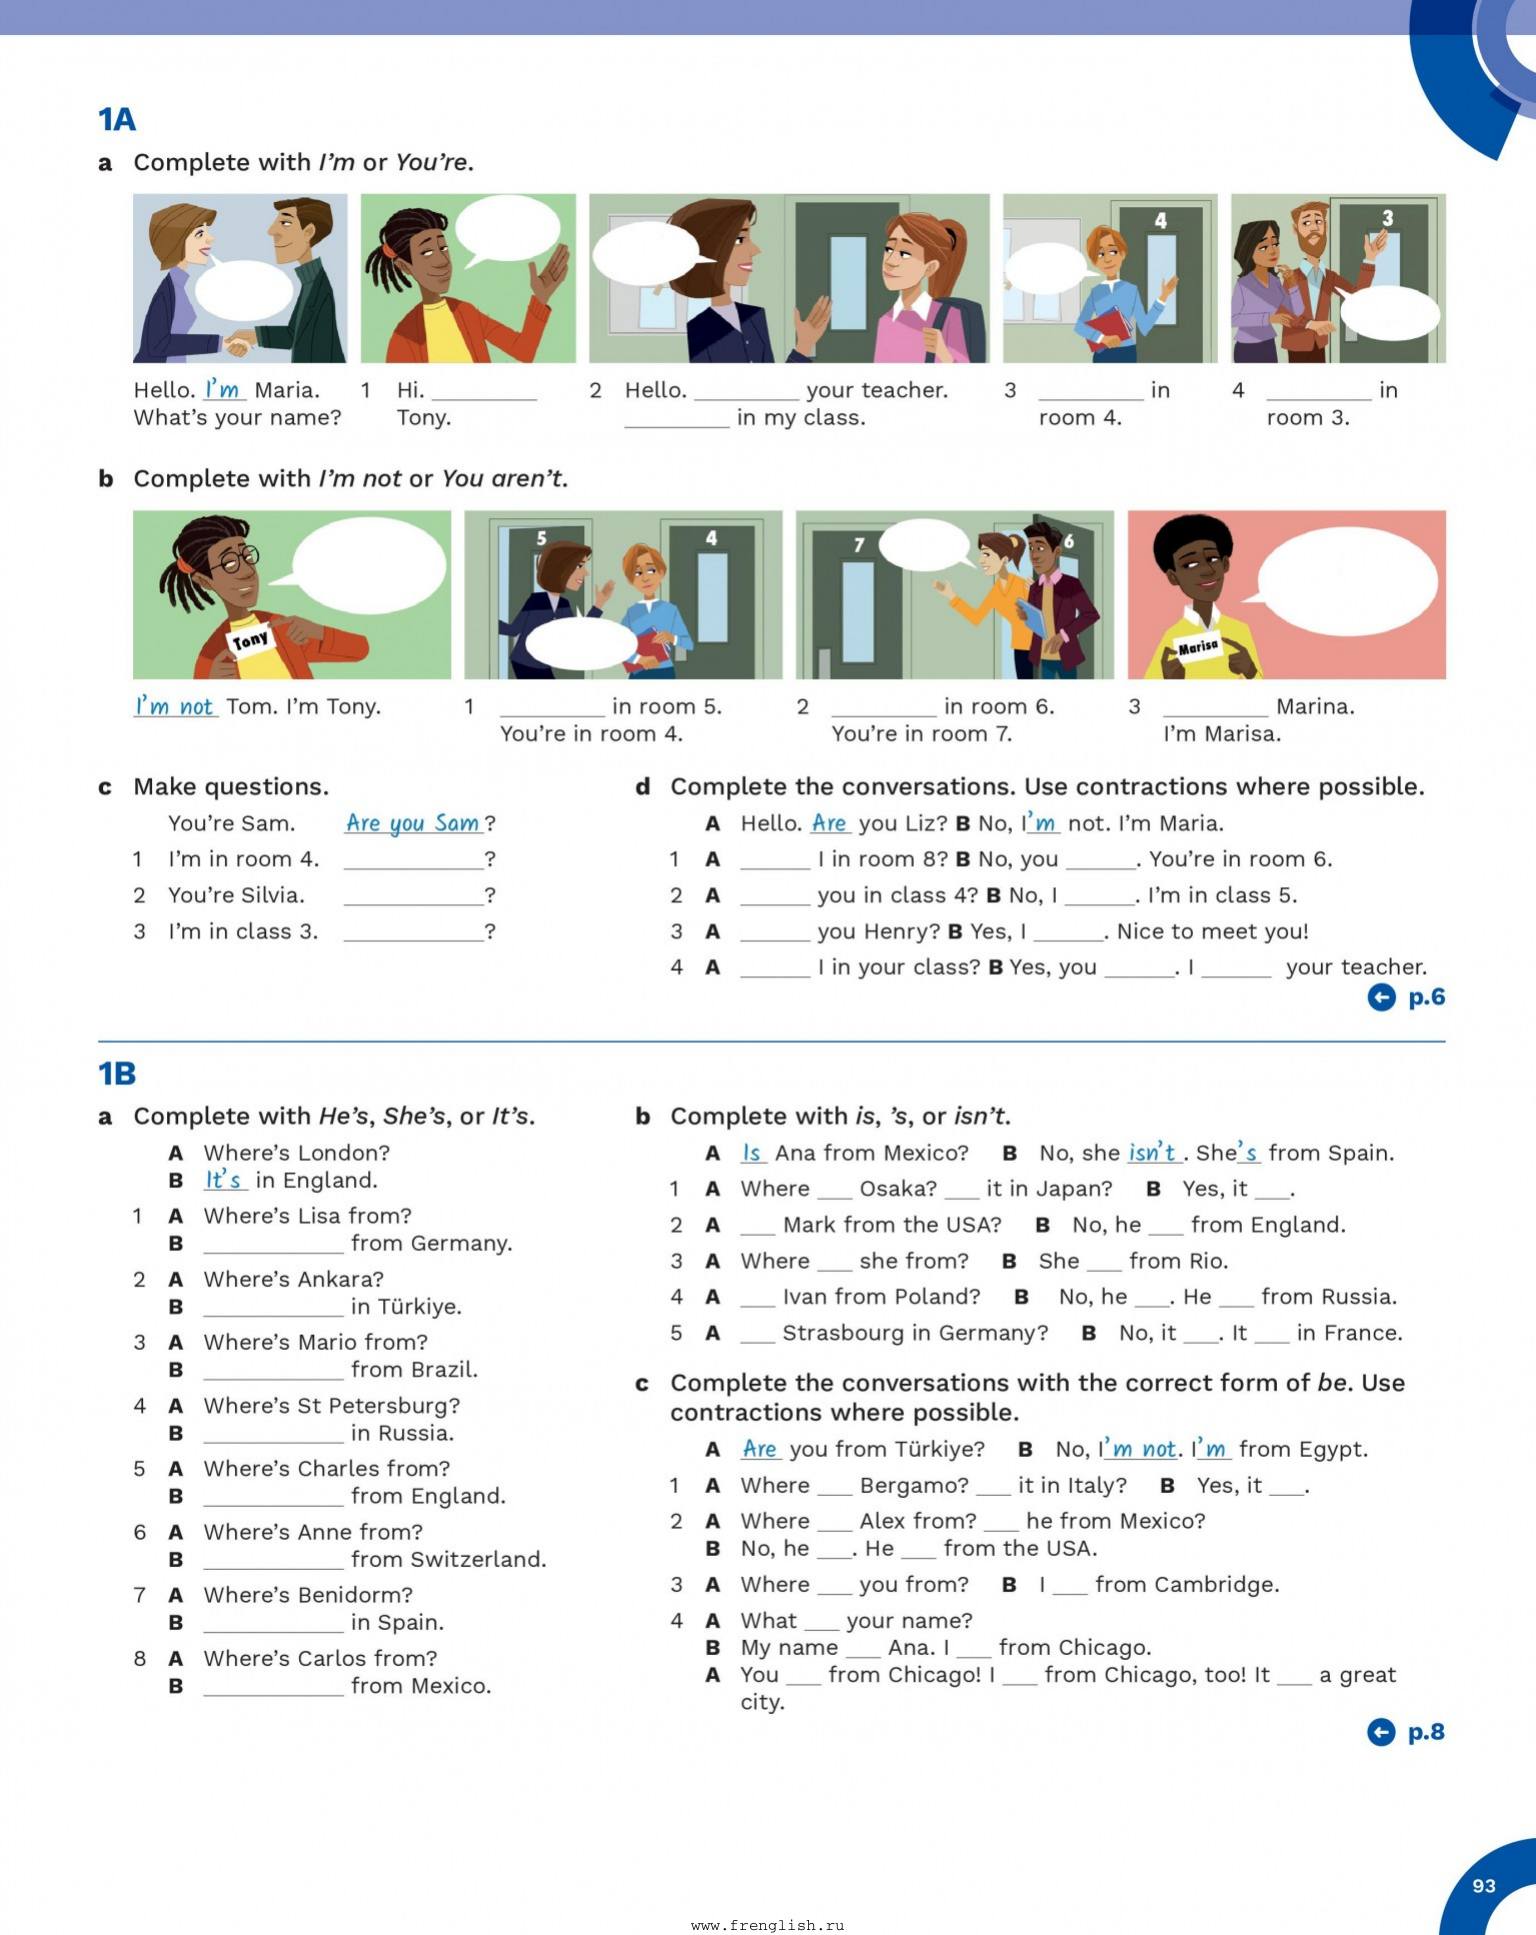 1A
a Complete with I'm or You're.
4
3
Hello. I'm Maria.
What's your name?
1 Hi. ________
Tony.
2 Hello. ________ your teacher.
________ in my class.
3 ________ in
room 4.
4 ________ in
room 3.
b Complete with I'm not or You aren't.
Tony
5
4
7
6
Marisa
I'm not Tom. I'm Tony.
1 ________ in room 5.
You're in room 4.
2 ________ in room 6.
You're in room 7.
3 ________ Marina.
I'm Marisa.
c Make questions.
You're Sam. Are you Sam?
1 I'm in room 4. ________?
2 You're Silvia. ________?
3 I'm in class 3. ________?
d Complete the conversations. Use contractions where possible.
A Hello. Are you Liz? B No, I'm not. I'm Maria.
1 A ______ I in room 8? B No, you ______. You're in room 6.
2 A ______ you in class 4? B No, I ______. I'm in class 5.
3 A ______ you Henry? B Yes, I ______. Nice to meet you!
4 A ______ I in your class? B Yes, you ______. I ______ your teacher.
p.6
1B
a Complete with He's, She's, or It's.
A Where's London?
B It's in England.
1 A Where's Lisa from?
B ________ from Germany.
2 A Where's Ankara?
B ________ in Türkiye.
3 A Where's Mario from?
B ________ from Brazil.
4 A Where's St Petersburg?
B ________ in Russia.
5 A Where's Charles from?
B ________ from England.
6 A Where's Anne from?
B ________ from Switzerland.
7 A Where's Benidorm?
B ________ in Spain.
8 A Where's Carlos from?
B ________ from Mexico.
b Complete with is, 's, or isn't.
A Is Ana from Mexico? B No, she isn't. She's from Spain.
1 A Where ___ Osaka? ___ it in Japan? B Yes, it ___.
2 A ___ Mark from the USA? B No, he ___ from England.
3 A Where ___ she from? B She ___ from Rio.
4 A ___ Ivan from Poland? B No, he ___. He ___ from Russia.
5 A ___ Strasbourg in Germany? B No, it ___. It ___ in France.
c Complete the conversations with the correct form of be. Use
contractions where possible.
A Are you from Türkiye? B No, I'm not. I'm from Egypt.
1 A Where ___ Bergamo? ___ it in Italy? B Yes, it ___.
2 A Where ___ Alex from? ___ he from Mexico?
B No, he ___. He ___ from the USA.
3 A Where ___ you from? B I ___ from Cambridge.
4 A What ___ your name?
B My name ___ Ana. I ___ from Chicago.
A You ___ from Chicago! I ___ from Chicago, too! It ___ a great
city.
p.8
93
www.frenglish.ru